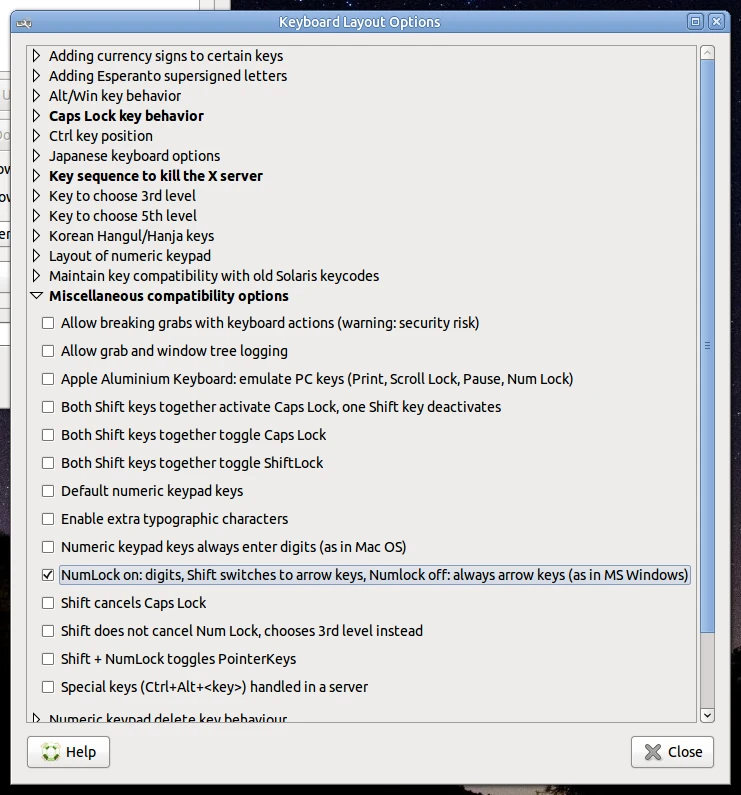 Keyboard Layout Options
Adding currency signs to certain keys
Adding Esperanto supersigned letters
Alt/Win key behavior
Caps Lock key behavior
Ctrl key position
Japanese keyboard options
Key sequence to kill the X server
Key to choose 3rd level
Key to choose 5th level
Korean Hangul/Hanja keys
Layout of numeric keypad
Maintain key compatibility with old Solaris keycodes
Miscellaneous compatibility options
Allow breaking grabs with keyboard actions (warning: security risk)
Allow grab and window tree logging
Apple Aluminium Keyboard: emulate PC keys (Print, Scroll Lock, Pause, Num Lock)
Both Shift keys together activate Caps Lock, one Shift key deactivates
Both Shift keys together toggle Caps Lock
Both Shift keys together toggle ShiftLock
Default numeric keypad keys
Enable extra typographic characters
Numeric keypad keys always enter digits (as in Mac OS)
NumLock on: digits, Shift switches to arrow keys, Numlock off: always arrow keys (as in MS Windows)
Shift cancels Caps Lock
Shift does not cancel Num Lock, chooses 3rd level instead
Shift + NumLock toggles PointerKeys
Special keys (Ctrl+Alt+<key>) handled in a server
Numeric keypad delete key behaviour
Help
Close